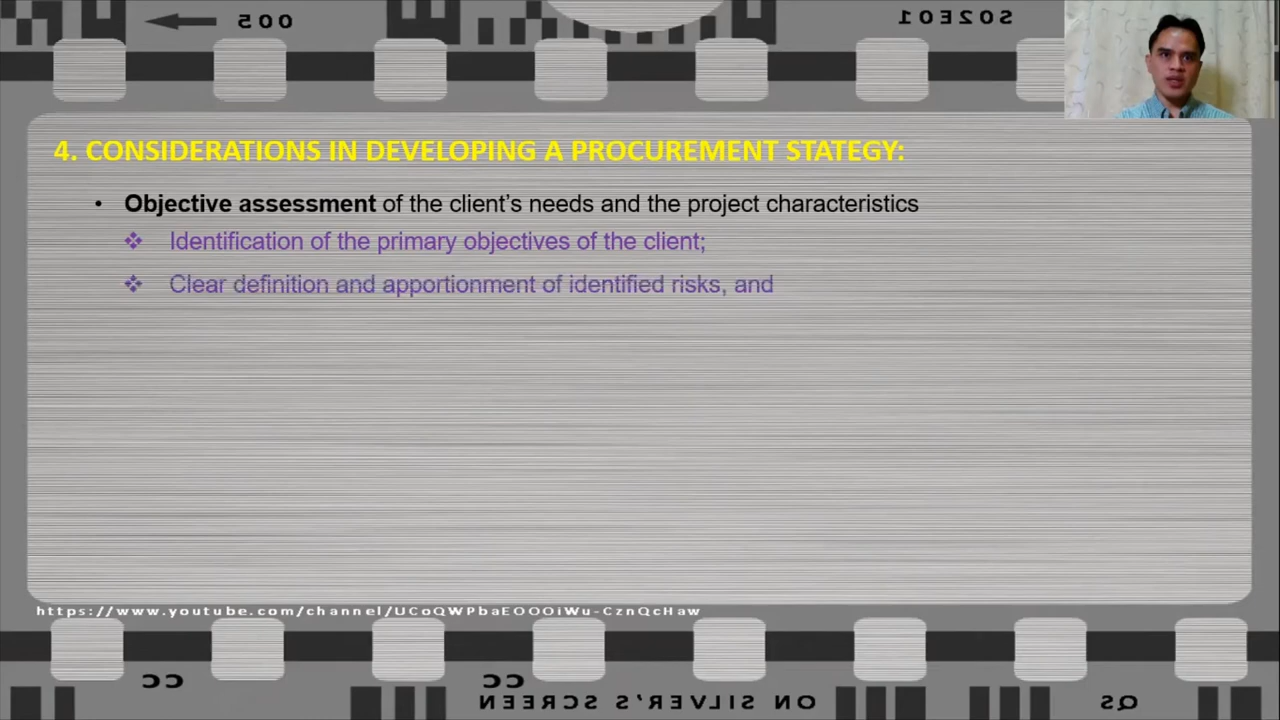 005
S02E01
4. CONSIDERATIONS IN DEVELOPING A PROCUREMENT STATEGY:
• Objective assessment of the client's needs and the project characteristics
❖ Identification of the primary objectives of the client;
❖ Clear definition and apportionment of identified risks, and
https://www.youtube.com/channel/UCoQWPbaEOOOiWu-CznQcHaw
CC
CC
ON SILVER'S SCREEN
QS